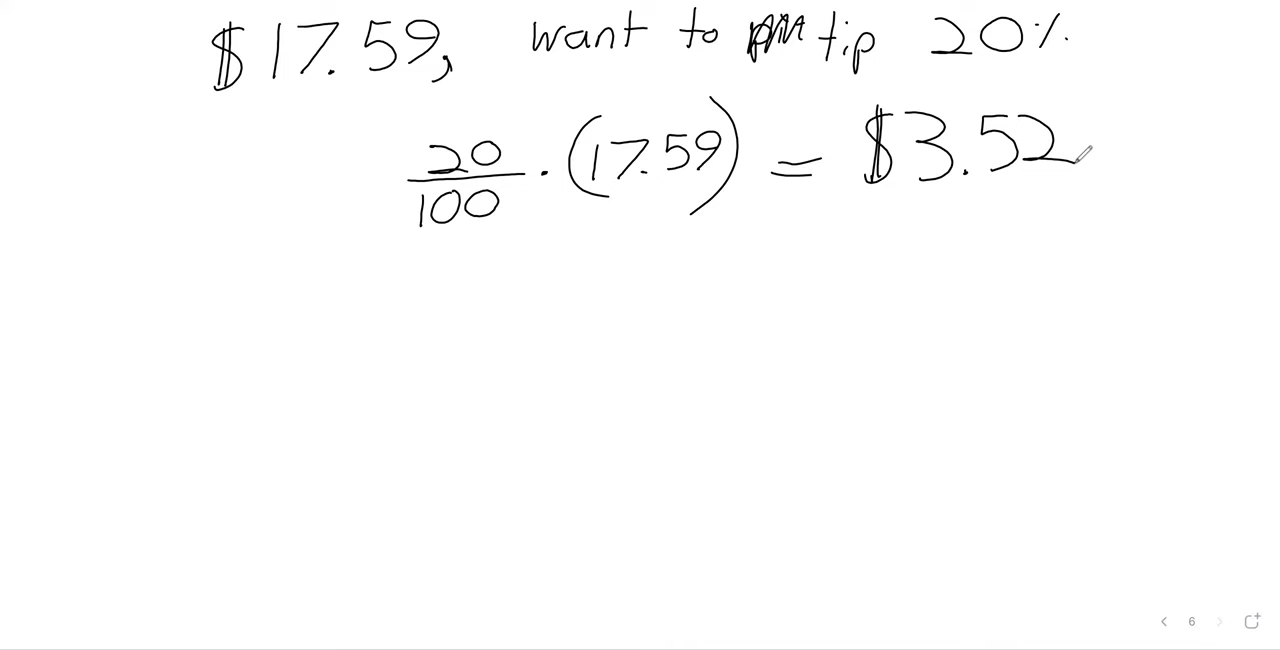 $17.59, want to tip 20%
20/100 · (17.59) = $3.52
6